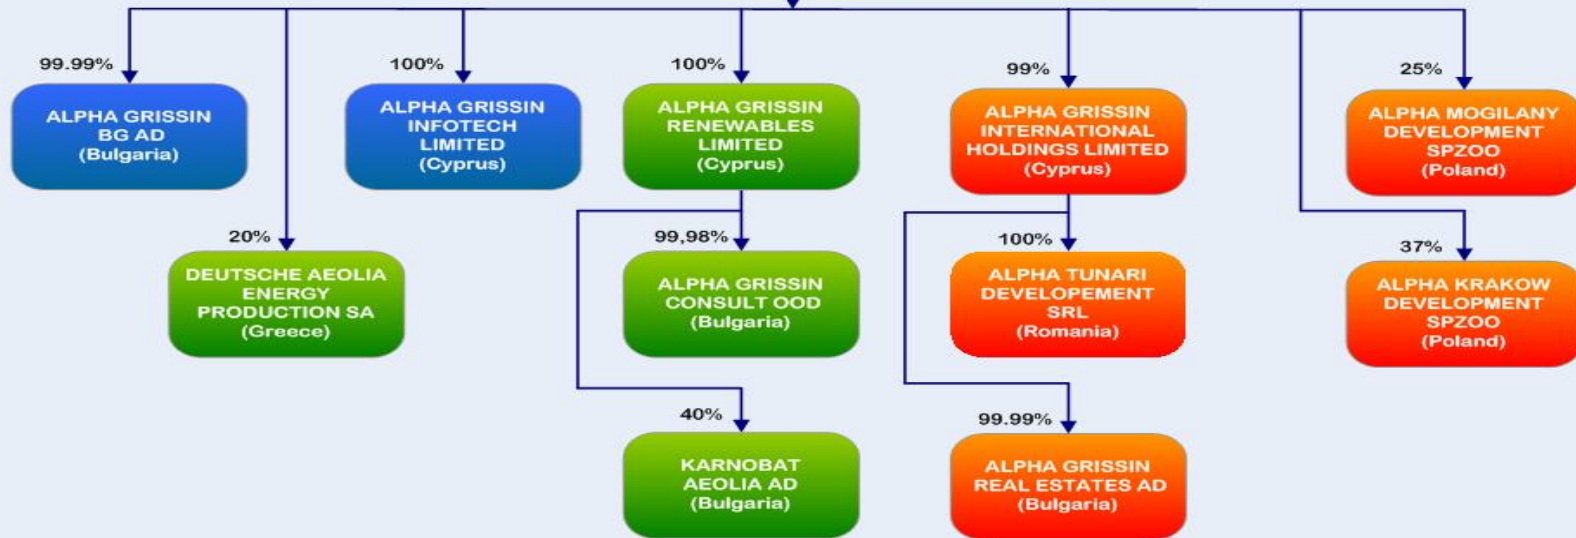 99.99%
ALPHA GRISSIN
BG AD
(Bulgaria)
100%
ALPHA GRISSIN
INFOTECH
LIMITED
(Cyprus)
100%
ALPHA GRISSIN
RENEWABLES
LIMITED
(Cyprus)
99%
ALPHA GRISSIN
INTERNATIONAL
HOLDINGS LIMITED
(Cyprus)
25%
ALPHA MOGILANY
DEVELOPMENT
SPZOO
(Poland)
20%
DEUTSCHE AEOLIA
ENERGY
PRODUCTION SA
(Greece)
99,98%
ALPHA GRISSIN
CONSULT OOD
(Bulgaria)
100%
ALPHA TUNARI
DEVELOPEMENT
SRL
(Romania)
37%
ALPHA KRAKOW
DEVELOPMENT
SPZOO
(Poland)
40%
KARNOBAT
AEOLIA AD
(Bulgaria)
99.99%
ALPHA GRISSIN
REAL ESTATES AD
(Bulgaria)